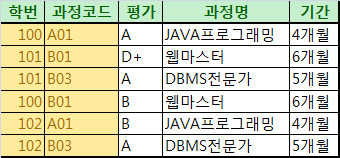 학번 과정코드 평가 과정명 기간
100 A01 A JAVA프로그래밍 4개월
101 B01 D+ 웹마스터 6개월
101 B03 A DBMS전문가 5개월
100 B01 B 웹마스터 6개월
102 A01 B JAVA프로그래밍 4개월
102 B03 A DBMS전문가 5개월